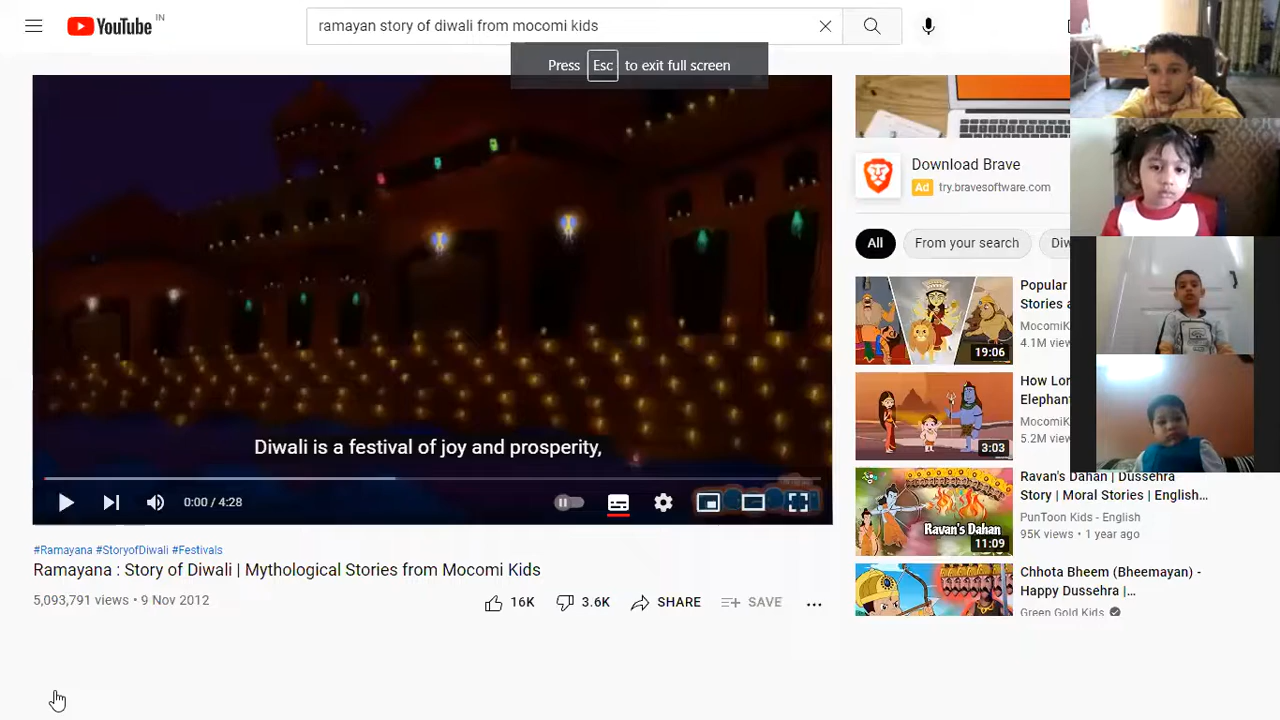 YouTube IN
ramayan story of diwali from mocomi kids
Press Esc to exit full screen
Diwali is a festival of joy and prosperity,
0:00 / 4:28
#Ramayana #StoryofDiwali #Festivals
Ramayana : Story of Diwali | Mythological Stories from Mocomi Kids
5,093,791 views • 9 Nov 2012
16K
3.6K
SHARE
SAVE
Download Brave
Ad try.bravesoftware.com
All
From your search
Diw
Popular
Stories a
MocomiK
4.1M views
19:06
How Lor
Elephan
MocomiK
5.2M views
3:03
Ravan's Dahan | Dussehra
Story | Moral Stories | English...
PunToon Kids - English
95K views • 1 year ago
Ravan's Dahan
11:09
Chhota Bheem (Bheemayan) -
Happy Dussehra |...
Green Gold Kids